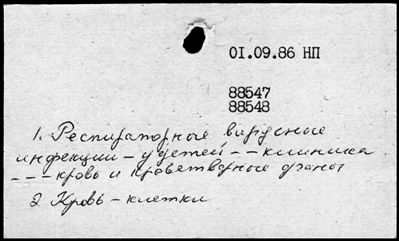 01.09.86 НП
88547
88548
1. Респираторные вирусные
инфекции – у детей – – клиника
– – – кровь и кроветворные органы
2 Кровь – клетки